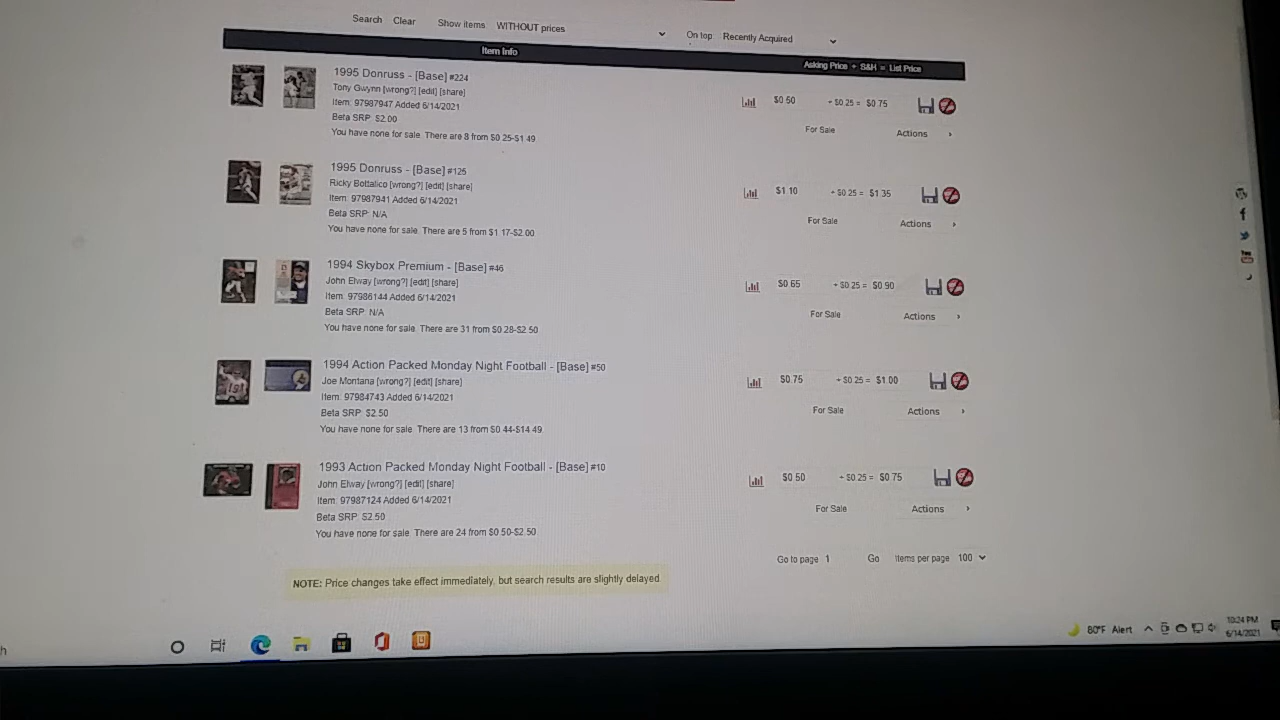 Search Clear Show items WITHOUT prices On top Recently Acquired
Item Info Asking Price + S&H = List Price
1995 Donruss - [Base] #224
Tony Gwynn [wrong?] [edit] [share]
Item: 97987947 Added 6/14/2021
Beta SRP: $2.00
You have none for sale. There are 8 from $0.25-$1.49.
$0.50 + $0.25 = $0.75
For Sale Actions
1995 Donruss - [Base] #125
Ricky Bottalico [wrong?] [edit] [share]
Item: 97987941 Added 6/14/2021
Beta SRP: N/A
You have none for sale. There are 5 from $1.17-$2.00
$1.10 + $0.25 = $1.35
For Sale Actions
1994 Skybox Premium - [Base] #46
John Elway [wrong?] [edit] [share]
Item: 97986144 Added 6/14/2021
Beta SRP: N/A
You have none for sale. There are 31 from $0.28-$2.50
$0.65 + $0.25 = $0.90
For Sale Actions
1994 Action Packed Monday Night Football - [Base] #50
Joe Montana [wrong?] [edit] [share]
Item: 97984743 Added 6/14/2021
Beta SRP: $2.50
You have none for sale. There are 13 from $0.44-$14.49.
$0.75 + $0.25 = $1.00
For Sale Actions
1993 Action Packed Monday Night Football - [Base] #10
John Elway [wrong?] [edit] [share]
Item: 97987124 Added 6/14/2021
Beta SRP: $2.50
You have none for sale. There are 24 from $0.50-$2.50
$0.50 + $0.25 = $0.75
For Sale Actions
Go to page 1 Go Items per page 100
NOTE: Price changes take effect immediately, but search results are slightly delayed.
80°F Alert
10:24 PM
6/14/2021